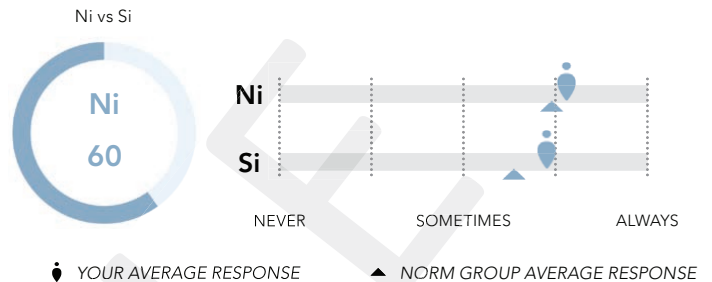 Ni vs Si
Ni
60
Ni
Si
NEVER
SOMETIMES
ALWAYS
YOUR AVERAGE RESPONSE
NORM GROUP AVERAGE RESPONSE